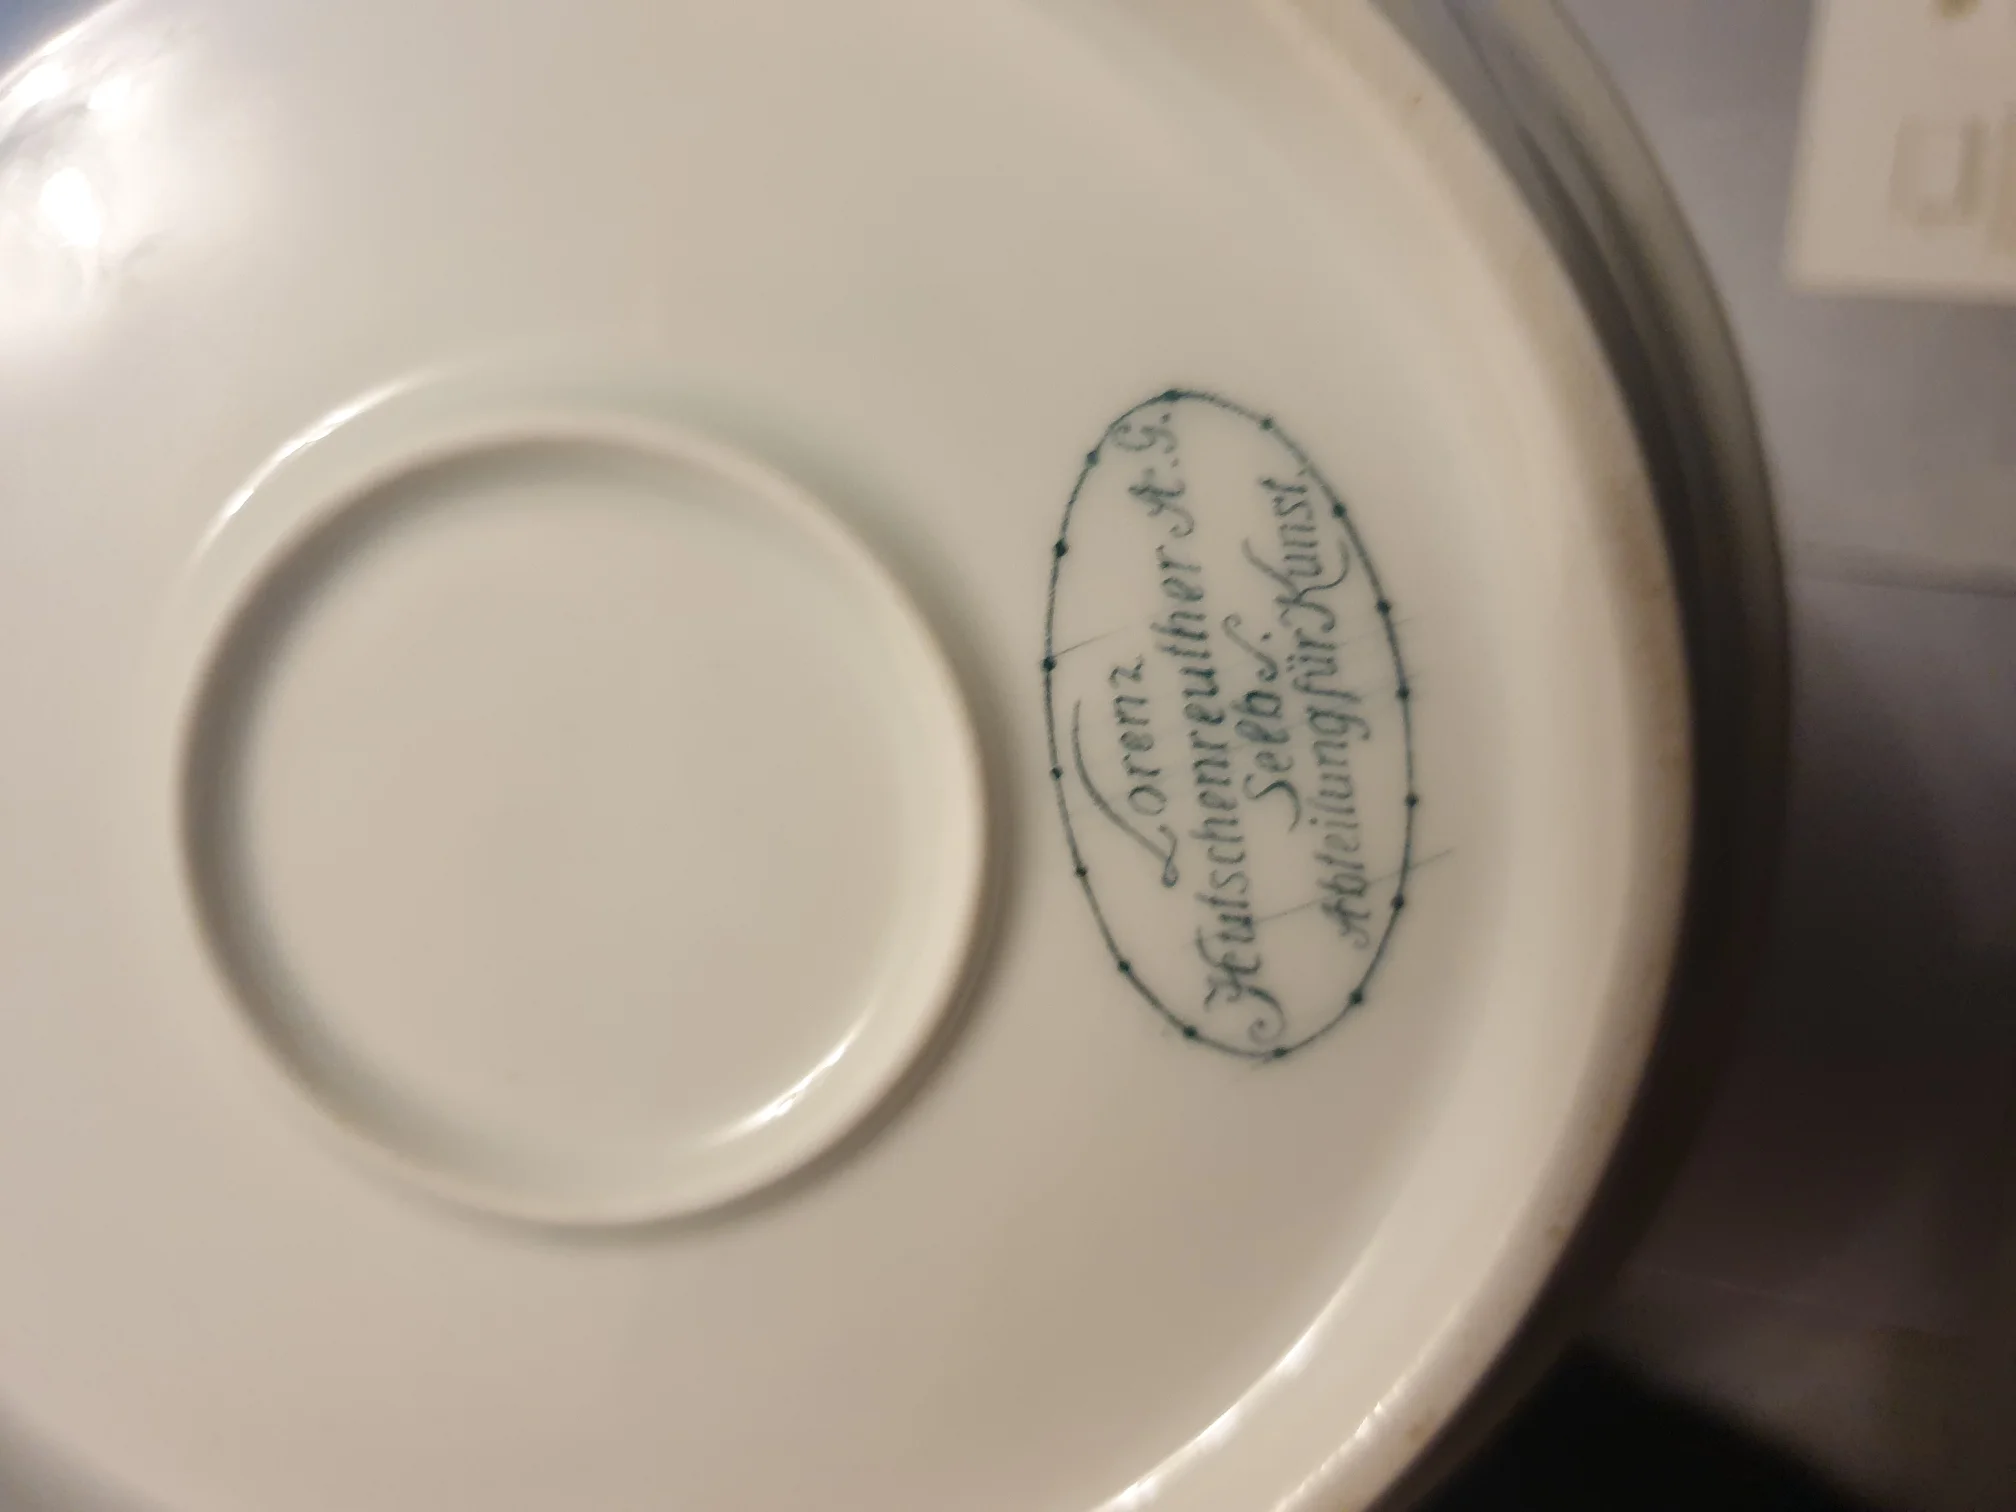 Lorenz
Hutschenreuther A.G.
Selb.
Abteilung für Kunst.